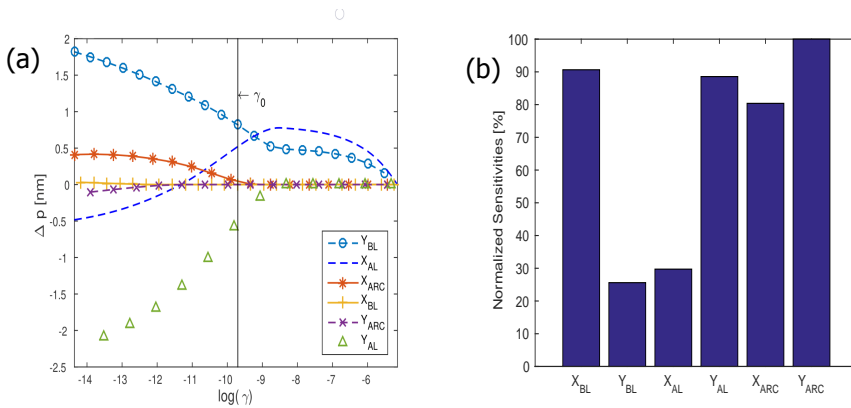 (a)
2
1.5
1
0.5
0
-0.5
-1
-1.5
-2
-2.5
Δ p [nm]
← γ0
Y_BL
X_AL
X_ARC
X_BL
Y_ARC
Y_AL
-14 -13 -12 -11 -10 -9 -8 -7 -6
log(γ)
(b)
100
90
80
70
60
50
40
30
20
10
0
Normalized Sensitivities [%]
X_BL Y_BL X_AL Y_AL X_ARC Y_ARC